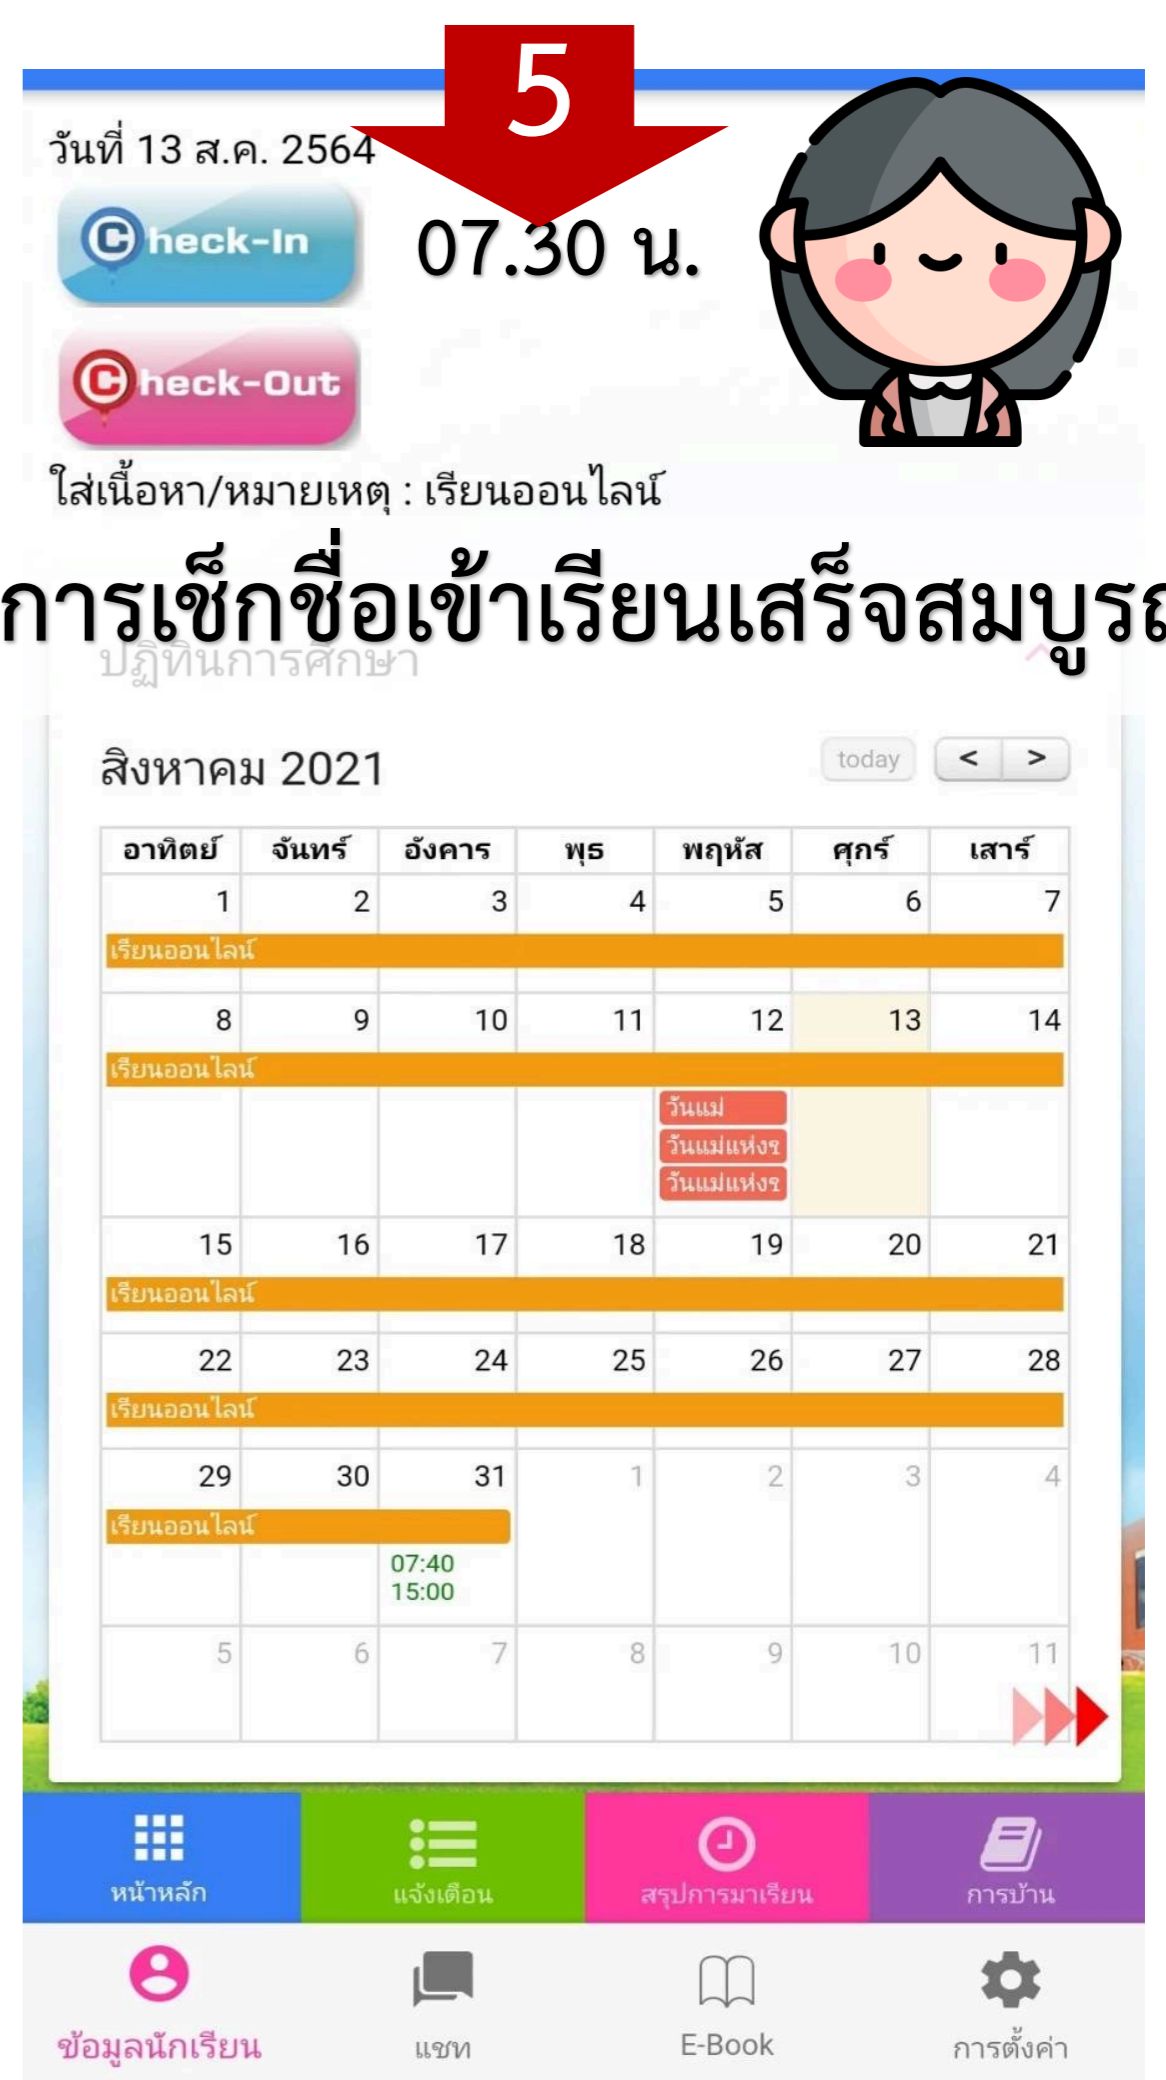 5
วันที่ 13 ส.ค. 2564
Check-In
07.30 น.
Check-Out
ใส่เนื้อหา/หมายเหตุ : เรียนออนไลน์
การเช็กชื่อเข้าเรียนเสร็จสมบูรณ
ปฏิทินการศึกษา
สิงหาคม 2021
today < >
อาทิตย์ จันทร์ อังคาร พุธ พฤหัส ศุกร์ เสาร์
1 2 3 4 5 6 7
เรียนออนไลน์
8 9 10 11 12 13 14
เรียนออนไลน์
วันแม่
วันแม่แห่งช
วันแม่แห่งช
15 16 17 18 19 20 21
เรียนออนไลน์
22 23 24 25 26 27 28
เรียนออนไลน์
29 30 31 1 2 3 4
เรียนออนไลน์
07:40
15:00
5 6 7 8 9 10 11
หน้าหลัก แจ้งเตือน สรุปการมาเรียน การบ้าน
ข้อมูลนักเรียน แชท E-Book การตั้งค่า